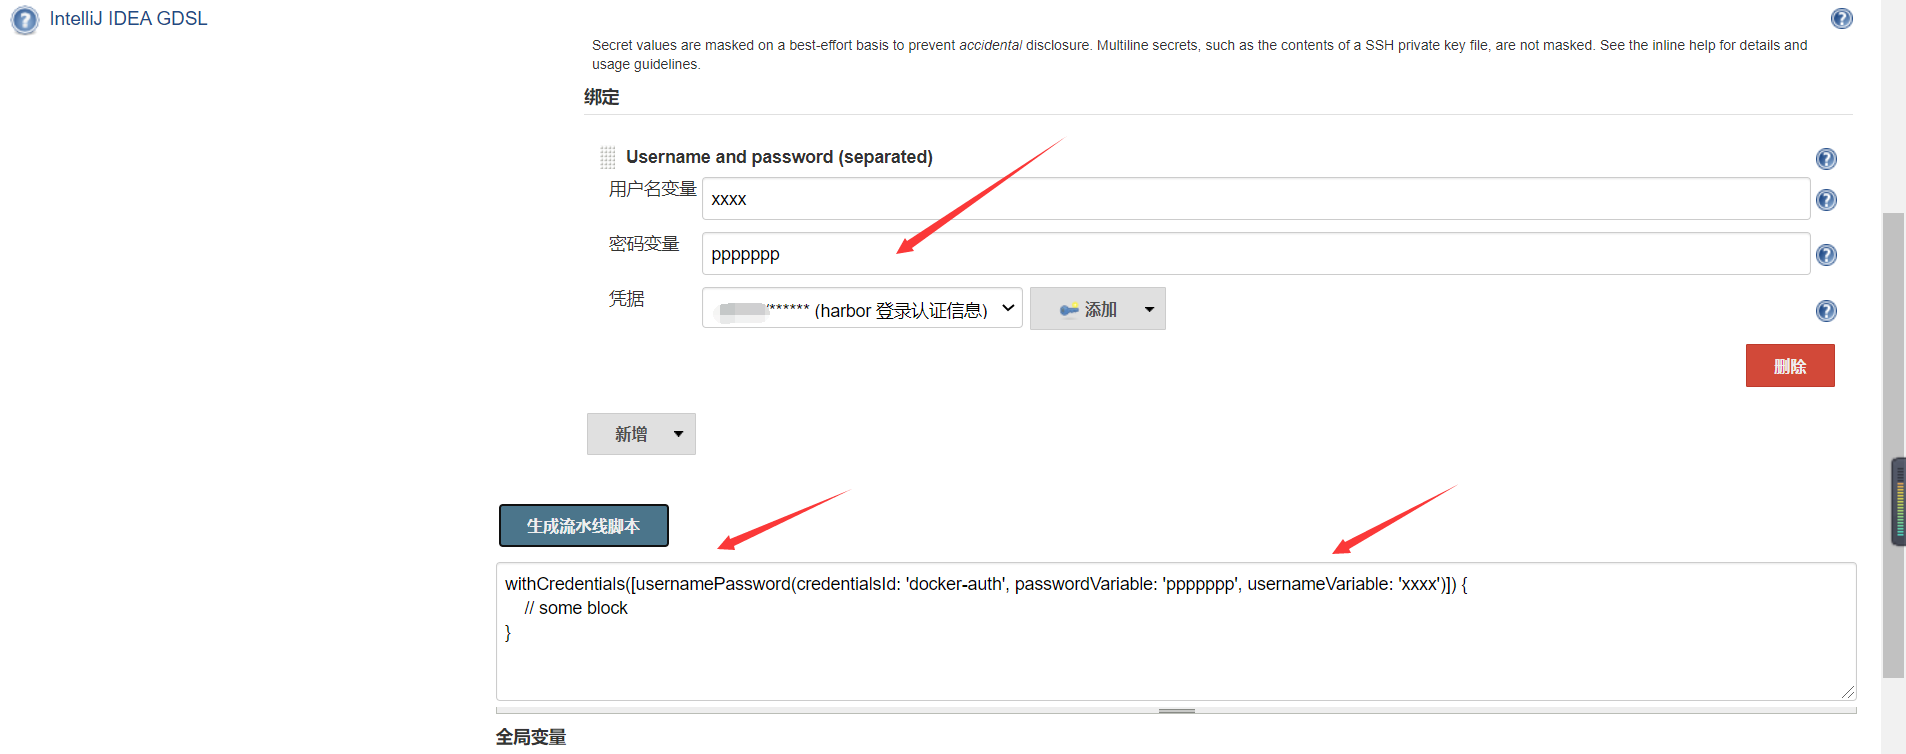 IntelliJ IDEA GDSL
Secret values are masked on a best-effort basis to prevent accidental disclosure. Multiline secrets, such as the contents of a SSH private key file, are not masked. See the inline help for details and
usage guidelines.
绑定
Username and password (separated)
用户名变量
xxxx
密码变量
ppppppp
凭据
/****** (harbor 登录认证信息)
添加
删除
新增
生成流水线脚本
withCredentials([usernamePassword(credentialsId: 'docker-auth', passwordVariable: 'ppppppp', usernameVariable: 'xxxx')]) {
// some block
}
全局变量